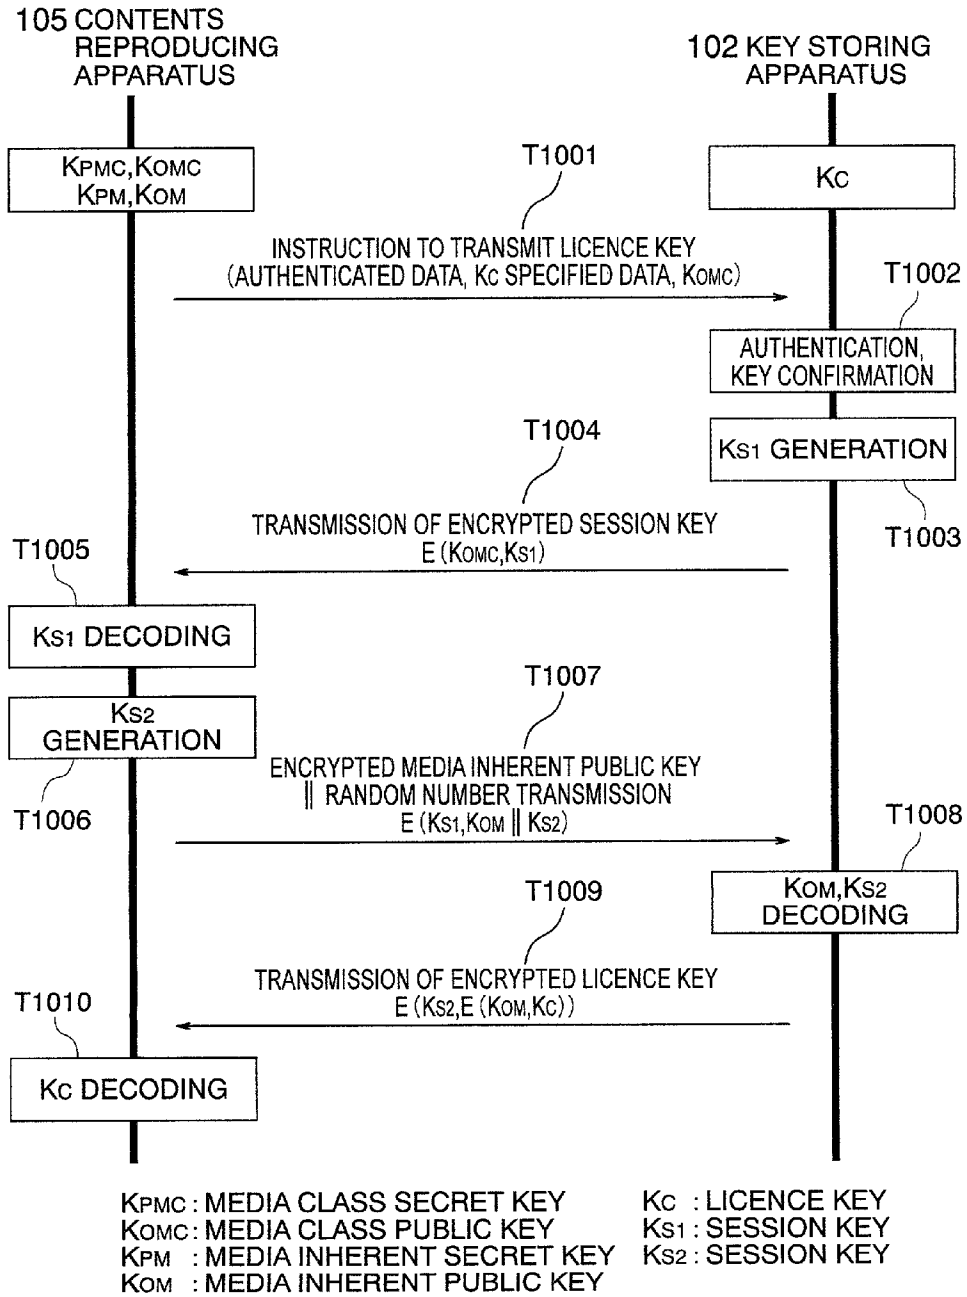 105 CONTENTS
REPRODUCING
APPARATUS
102 KEY STORING
APPARATUS
KPMC,KOMC
KPM,KOM
T1001
KC
INSTRUCTION TO TRANSMIT LICENCE KEY
(AUTHENTICATED DATA, KC SPECIFIED DATA, KOMC)
T1002
AUTHENTICATION,
KEY CONFIRMATION
T1004
KS1 GENERATION
TRANSMISSION OF ENCRYPTED SESSION KEY
E (KOMC,KS1)
T1003
T1005
KS1 DECODING
T1007
KS2
GENERATION
ENCRYPTED MEDIA INHERENT PUBLIC KEY
|| RANDOM NUMBER TRANSMISSION
E (KS1,KOM || KS2)
T1006
T1008
KOM,KS2
DECODING
T1009
TRANSMISSION OF ENCRYPTED LICENCE KEY
E (KS2,E (KOM,KC))
T1010
KC DECODING
KPMC : MEDIA CLASS SECRET KEY
KOMC : MEDIA CLASS PUBLIC KEY
KPM : MEDIA INHERENT SECRET KEY
KOM : MEDIA INHERENT PUBLIC KEY
KC : LICENCE KEY
KS1 : SESSION KEY
KS2 : SESSION KEY